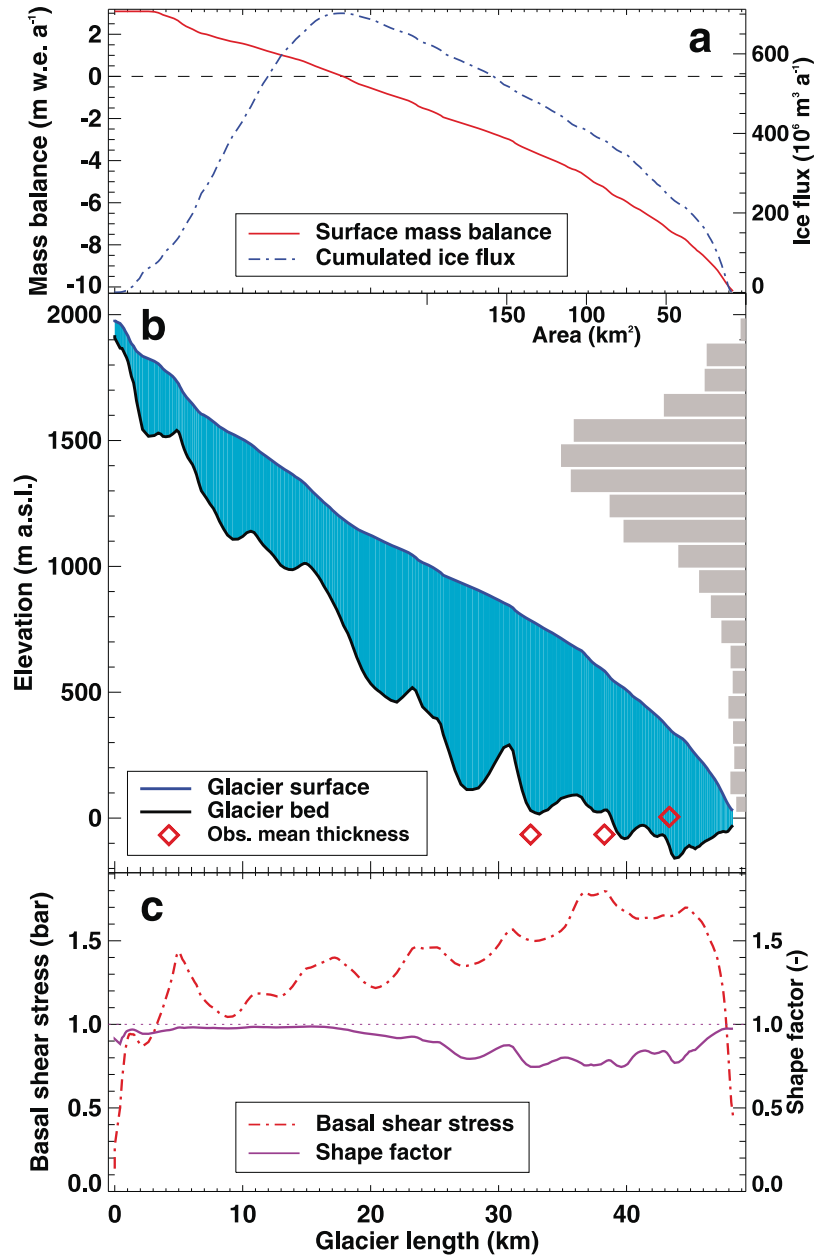 a
Mass balance (m w.e. a⁻¹)
2
0
-2
-4
-6
-8
-10
Ice flux (10⁶ m³ a⁻¹)
600
400
200
0
Surface mass balance
Cumulated ice flux
b
150 100 50
Area (km²)
Elevation (m a.s.l.)
2000
1500
1000
500
0
Glacier surface
Glacier bed
Obs. mean thickness
c
Basal shear stress (bar)
1.5
1.0
0.5
0.0
Shape factor (-)
1.5
1.0
0.5
0.0
Basal shear stress
Shape factor
0 10 20 30 40
Glacier length (km)